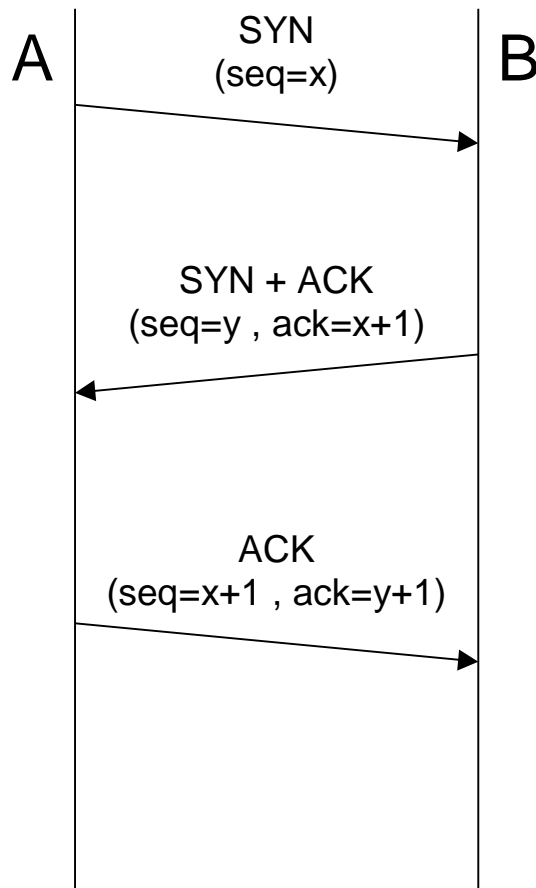 A
B
SYN
(seq=x)
SYN + ACK
(seq=y , ack=x+1)
ACK
(seq=x+1 , ack=y+1)